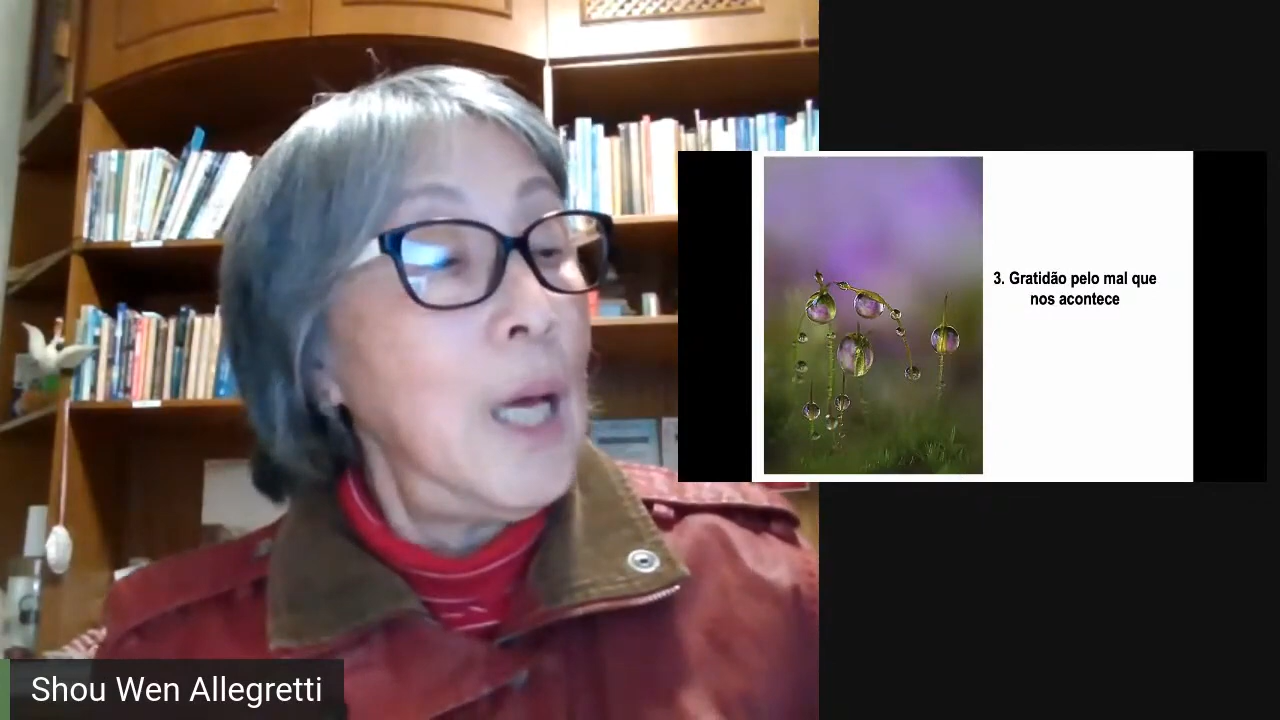 3. Gratidão pelo mal que
nos acontece
Shou Wen Allegretti